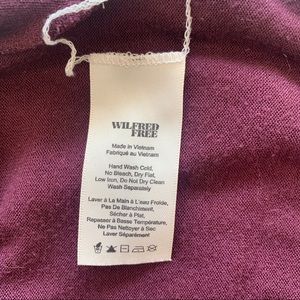 WILFRED
FREE
Made in Vietnam
Fabriqué au Vietnam
Hand Wash Cold,
No Bleach, Dry Flat,
Low Iron, Do Not Dry Clean
Wash Separately
Laver à La Main à L'eau Froide,
Pas De Blanchiment,
Sécher à Plat,
Repasser à Basse Température,
Ne Pas Nettoyer à Sec
Laver Séparément